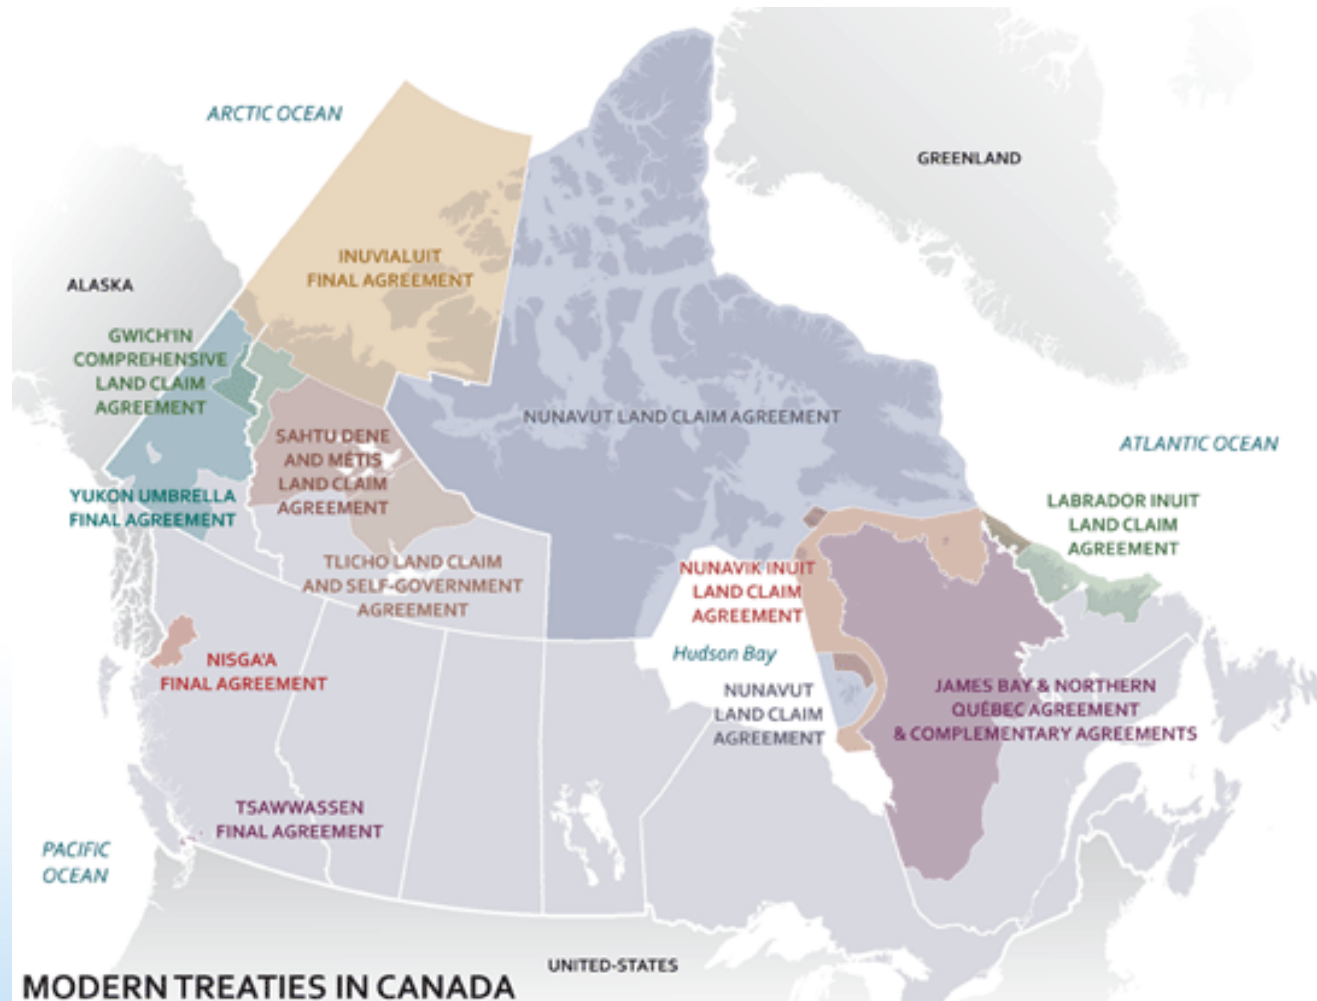 ARCTIC OCEAN
GREENLAND
INUVIALUIT
FINAL AGREEMENT
ALASKA
GWICH'IN
COMPREHENSIVE
LAND CLAIM
AGREEMENT
NUNAVUT LAND CLAIM AGREEMENT
SAHTU DENE
AND MÉTIS
LAND CLAIM
AGREEMENT
ATLANTIC OCEAN
YUKON UMBRELLA
FINAL AGREEMENT
LABRADOR INUIT
LAND CLAIM
AGREEMENT
TLICHO LAND CLAIM
AND SELF-GOVERNMENT
AGREEMENT
NUNAVIK INUIT
LAND CLAIM
AGREEMENT
Hudson Bay
NISGA'A
FINAL AGREEMENT
NUNAVUT
LAND CLAIM
AGREEMENT
JAMES BAY & NORTHERN
QUÉBEC AGREEMENT
& COMPLEMENTARY AGREEMENTS
TSAWWASSEN
FINAL AGREEMENT
PACIFIC
OCEAN
UNITED-STATES
MODERN TREATIES IN CANADA